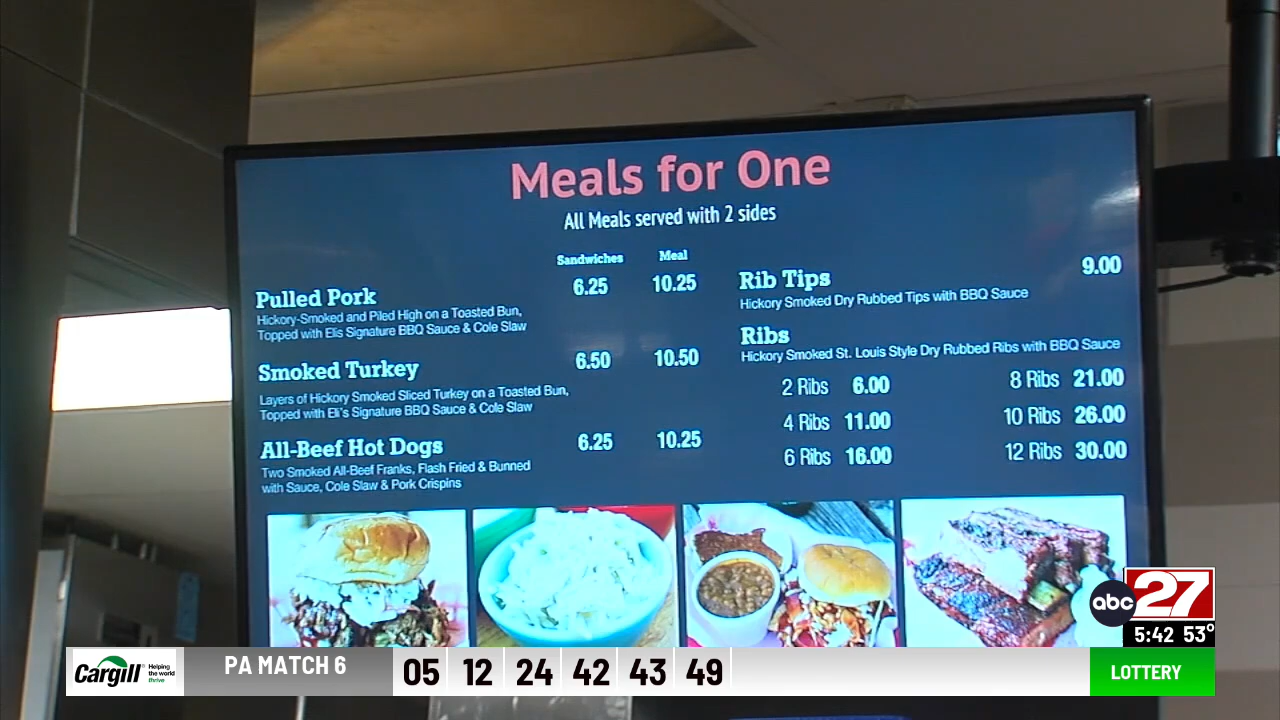 Meals for One
All Meals served with 2 sides
Sandwiches Meal
Pulled Pork 6.25 10.25
Hickory-Smoked and Piled High on a Toasted Bun,
Topped with Elis Signature BBQ Sauce & Cole Slaw
Smoked Turkey 6.50 10.50
Layers of Hickory Smoked Sliced Turkey on a Toasted Bun,
Topped with Eli's Signature BBQ Sauce & Cole Slaw
All-Beef Hot Dogs 6.25 10.25
Two Smoked All-Beef Franks, Flash Fried & Bunned
with Sauce, Cole Slaw & Pork Crispins
Rib Tips 9.00
Hickory Smoked Dry Rubbed Tips with BBQ Sauce
Ribs
Hickory Smoked St. Louis Style Dry Rubbed Ribs with BBQ Sauce
2 Ribs 6.00 8 Ribs 21.00
4 Ribs 11.00 10 Ribs 26.00
6 Ribs 16.00 12 Ribs 30.00
abc 27
5:42 53°
Cargill® Helping
the world
thrive
PA MATCH 6 05 12 24 42 43 49 LOTTERY